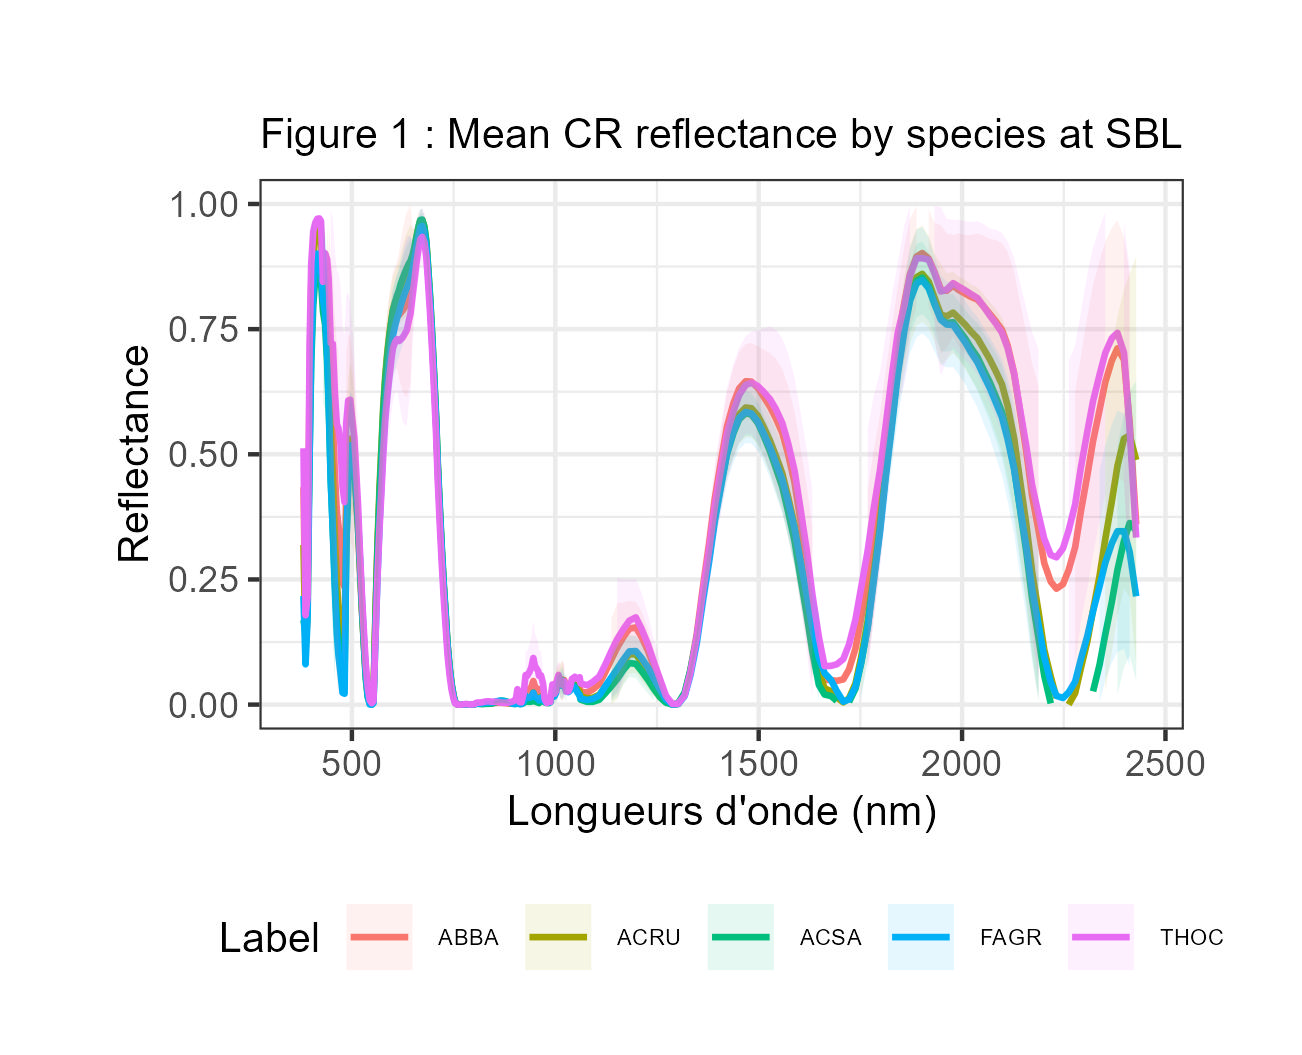 Figure 1 : Mean CR reflectance by species at SBL
1.00
0.75
0.50
0.25
0.00
Reflectance
500 1000 1500 2000 2500
Longueurs d'onde (nm)
Label ABBA ACRU ACSA FAGR THOC